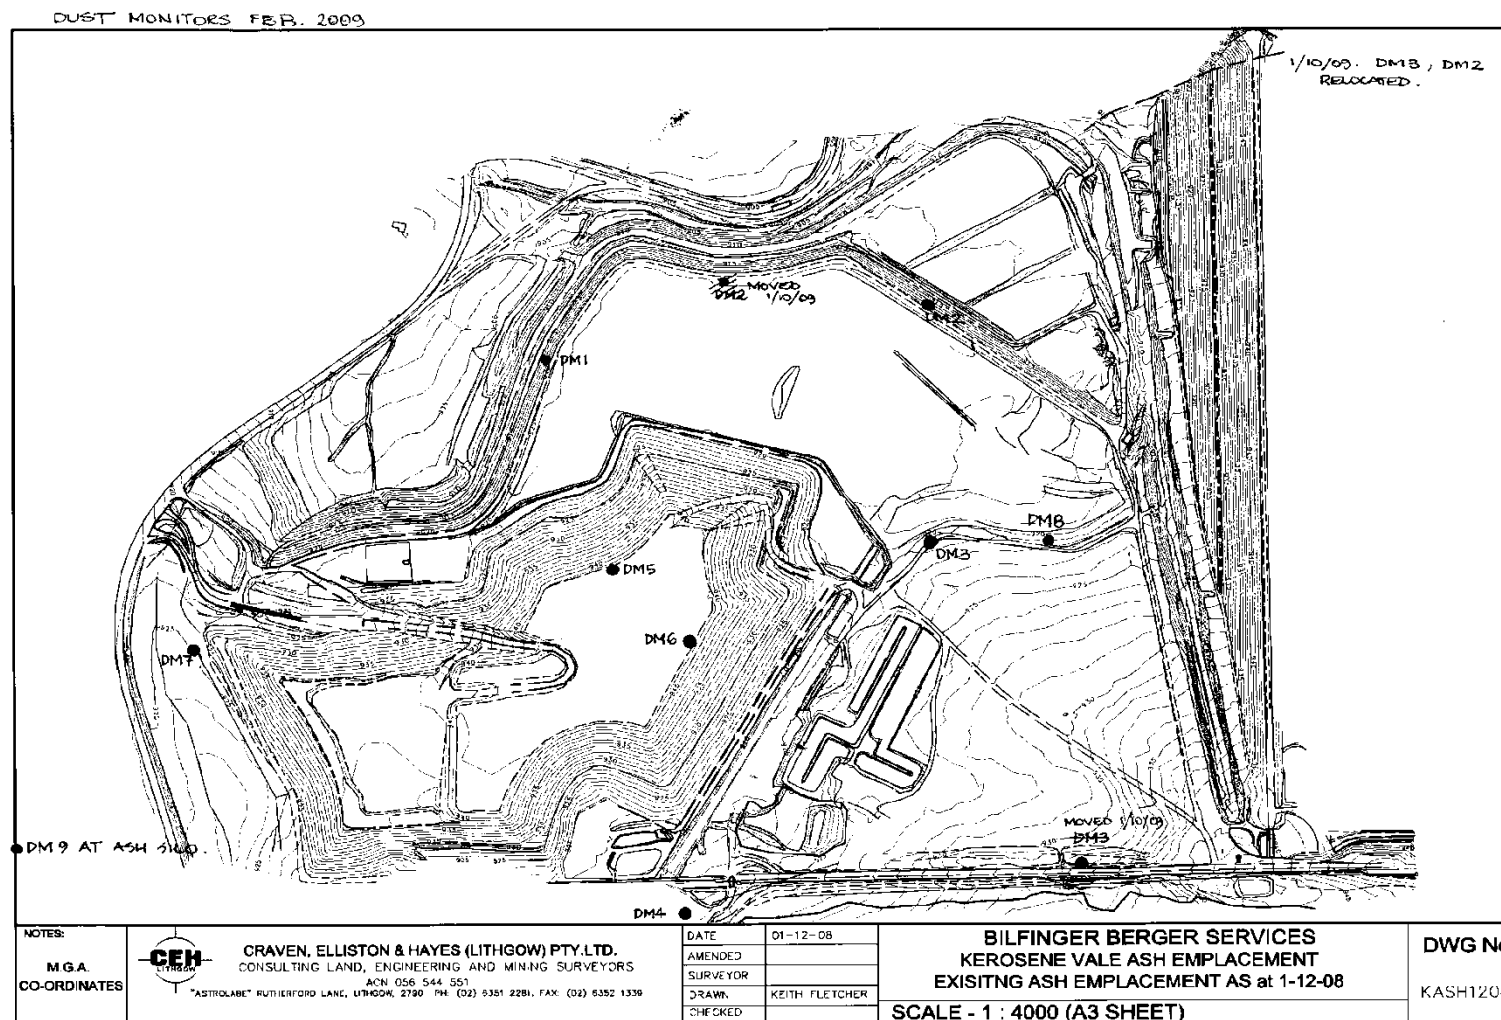 DUST MONITORS FEB. 2009
1/10/09. DM3, DM2
RELOCATED.
MOVED
DM2 1/10/09
DM2
DM1
DM8
DM3
DM5
DM6
DM7
MOVED 1/10/09
DM3
DM9 AT ASH SILO.
DM4
NOTES:
M.G.A.
CO-ORDINATES
CEH
LITHGOW
CRAVEN, ELLISTON & HAYES (LITHGOW) PTY.LTD.
CONSULTING LAND, ENGINEERING AND MINING SURVEYORS
ACN 056 544 551
"ASTROLABE" RUTHERFORD LANE, LITHGOW, 2790 PH: (02) 6351 2281, FAX: (02) 6352 1339
DATE 01-12-08
AMENDED
SURVEYOR
DRAWN KEITH FLETCHER
CHECKED
BILFINGER BERGER SERVICES
KEROSENE VALE ASH EMPLACEMENT
EXISITNG ASH EMPLACEMENT AS at 1-12-08
SCALE - 1 : 4000 (A3 SHEET)
DWG No
KASH120